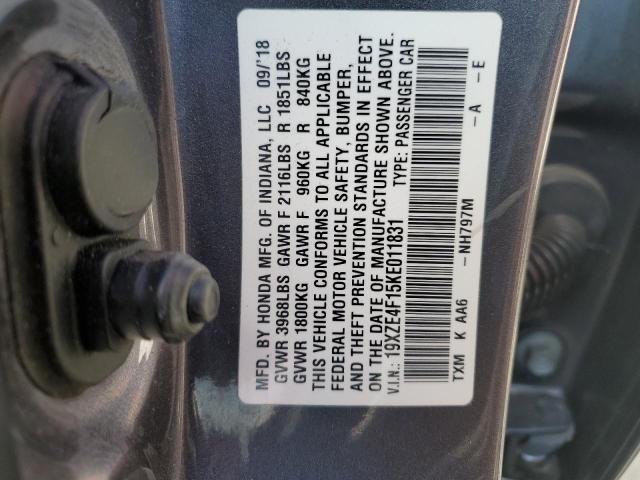 MFD. BY HONDA MFG. OF INDIANA, LLC 09/'18
GVWR 3968LBS GAWR F 2116LBS R 1851LBS
GVWR 1800KG GAWR F 960KG R 840KG
THIS VEHICLE CONFORMS TO ALL APPLICABLE
FEDERAL MOTOR VEHICLE SAFETY, BUMPER,
AND THEFT PREVENTION STANDARDS IN EFFECT
ON THE DATE OF MANUFACTURE SHOWN ABOVE.
V.I.N.: 19XZE4F15KE011831 TYPE: PASSENGER CAR
TXM K AA6 -NH797M -A -E